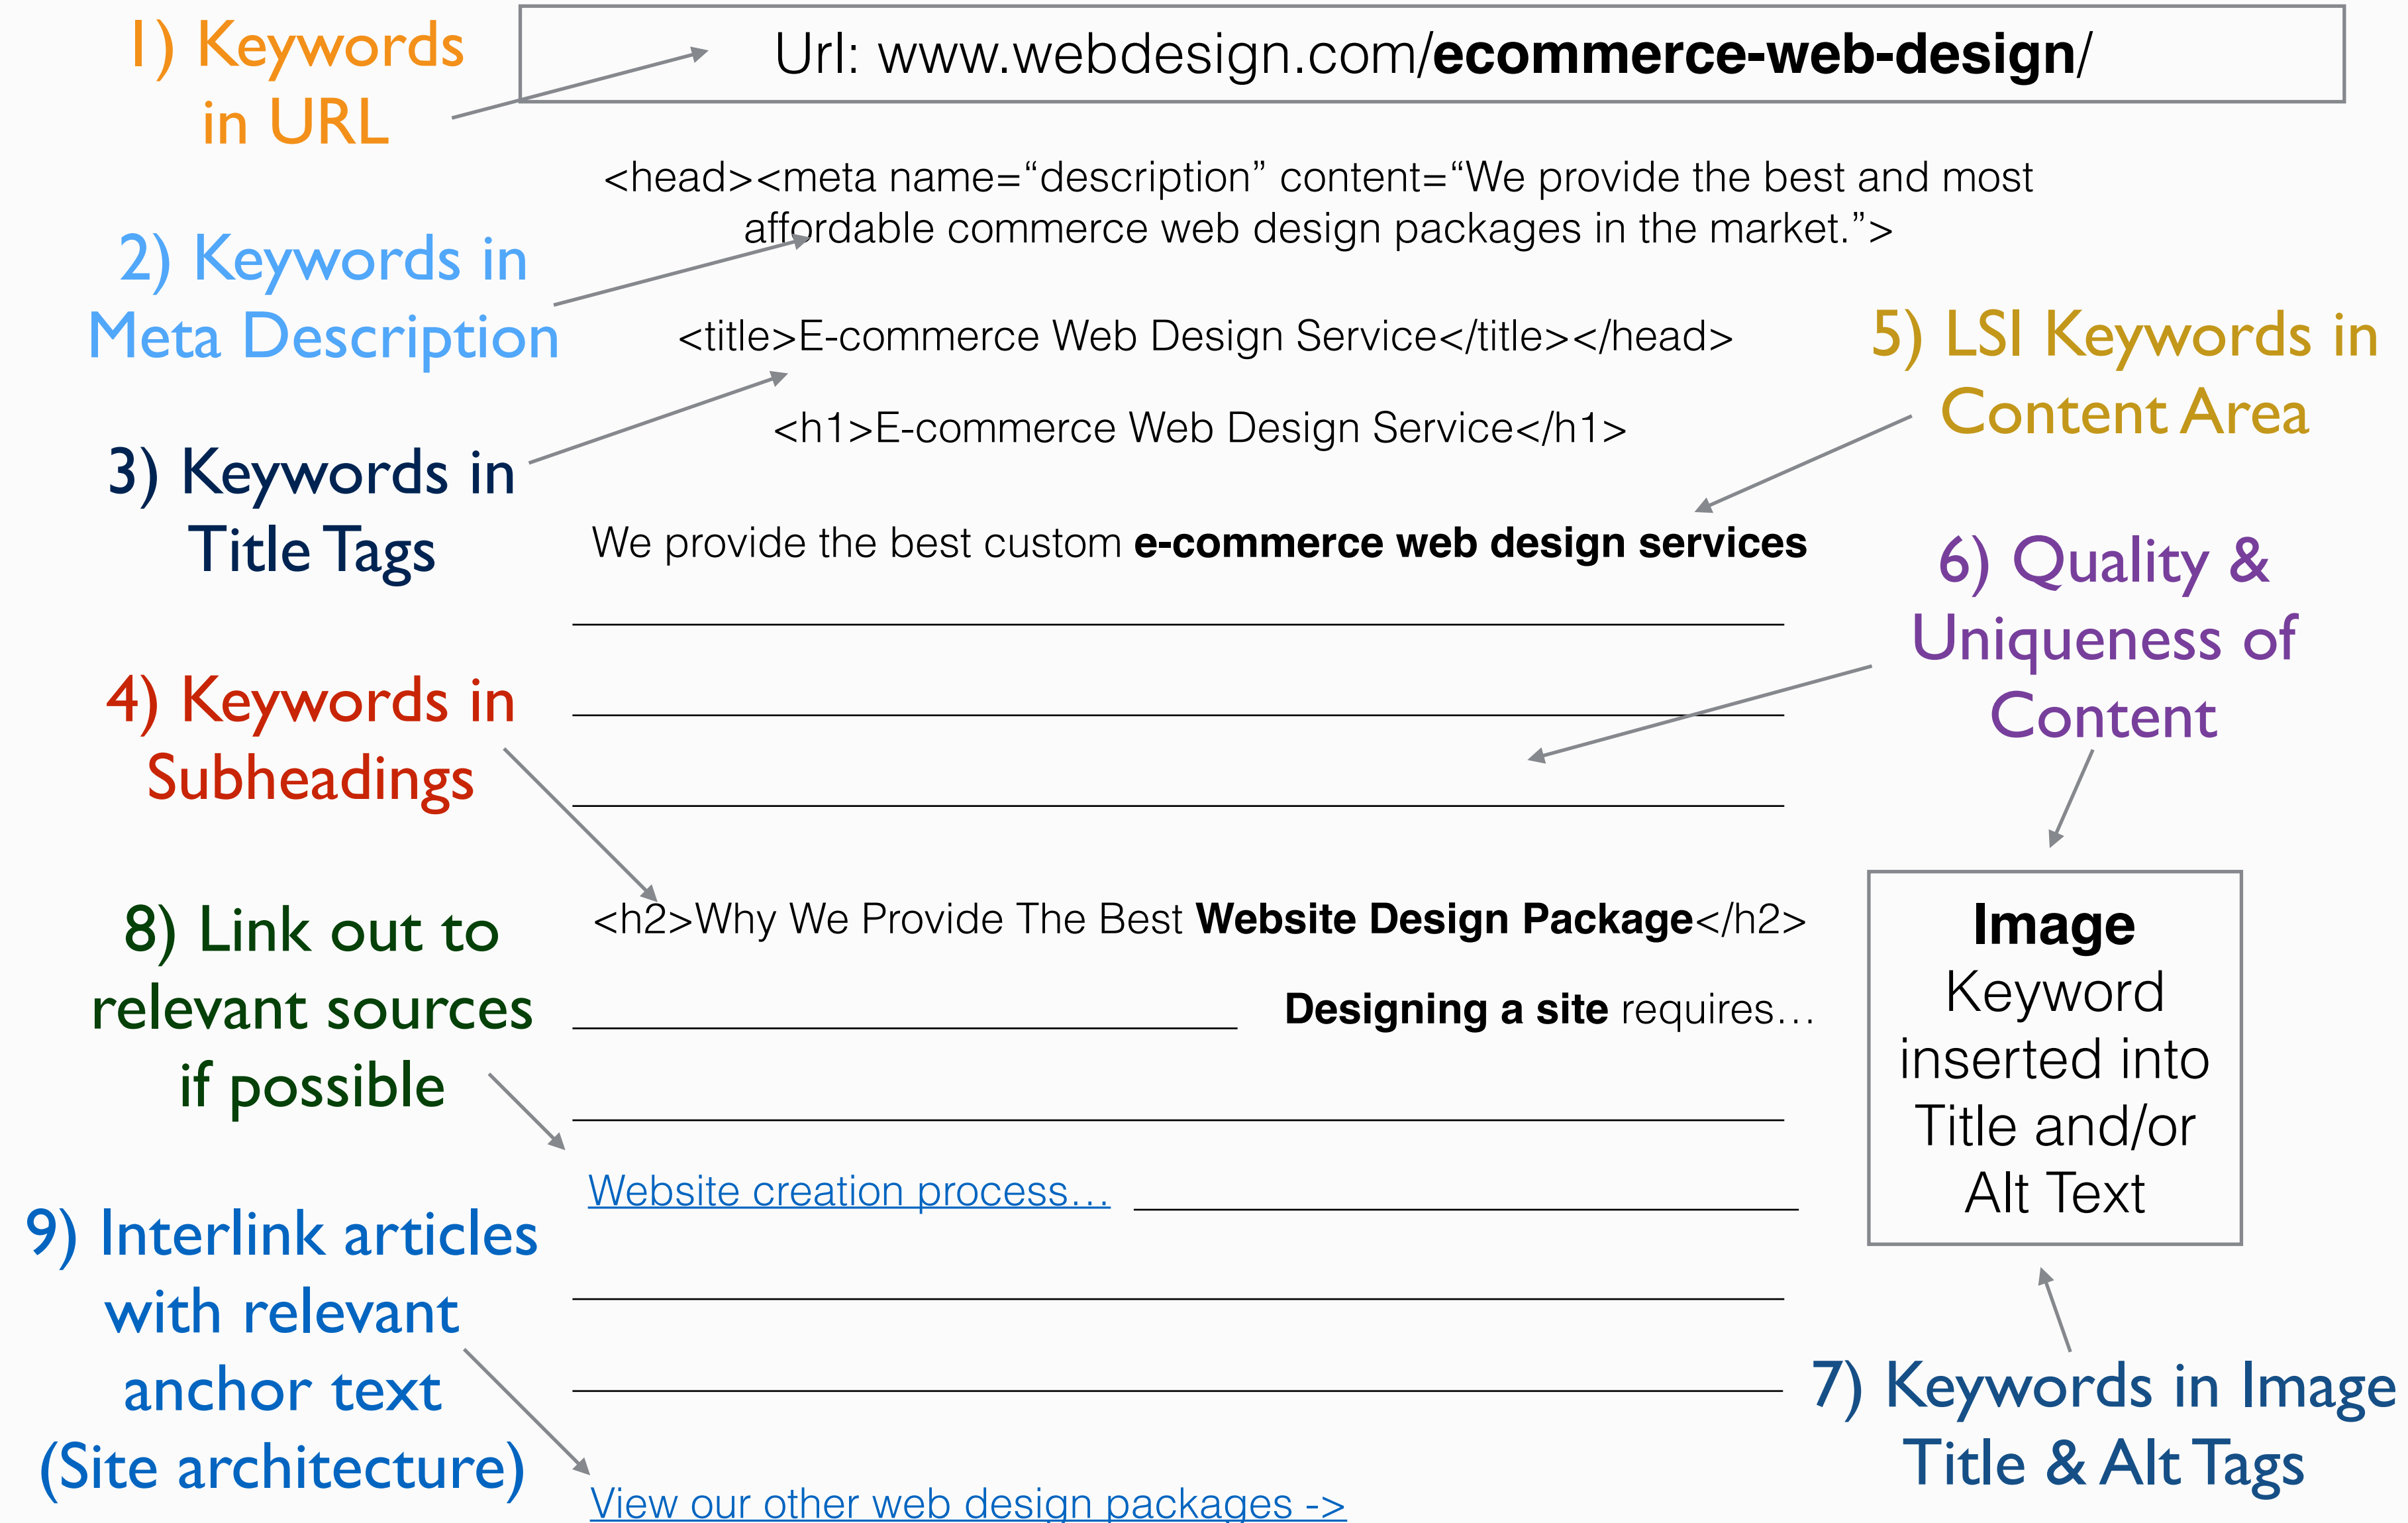 1) Keywords
in URL
Url: www.webdesign.com/ecommerce-web-design/
<head><meta name=“description” content=“We provide the best and most
affordable commerce web design packages in the market.”>
2) Keywords in
Meta Description
<title>E-commerce Web Design Service</title></head>
<h1>E-commerce Web Design Service</h1>
5) LSI Keywords in
Content Area
3) Keywords in
Title Tags
We provide the best custom e-commerce web design services
6) Quality &
Uniqueness of
Content
4) Keywords in
Subheadings
<h2>Why We Provide The Best Website Design Package</h2>
Designing a site requires…
Image
Keyword
inserted into
Title and/or
Alt Text
8) Link out to
relevant sources
if possible
Website creation process…
9) Interlink articles
with relevant
anchor text
(Site architecture)
7) Keywords in Image
Title & Alt Tags
View our other web design packages ->